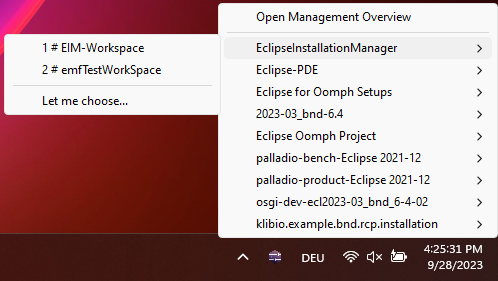 Open Management Overview
EclipseInstallationManager
1 # EIM-Workspace
2 # emfTestWorkSpace
Let me choose...
Eclipse-PDE
Eclipse for Oomph Setups
2023-03_bnd-6.4
Eclipse Oomph Project
palladio-bench-Eclipse 2021-12
palladio-product-Eclipse 2021-12
osgi-dev-ecl2023-03_bnd_6-4-02
klibio.example.bnd.rcp.installation
DEU
4:25:31 PM
9/28/2023